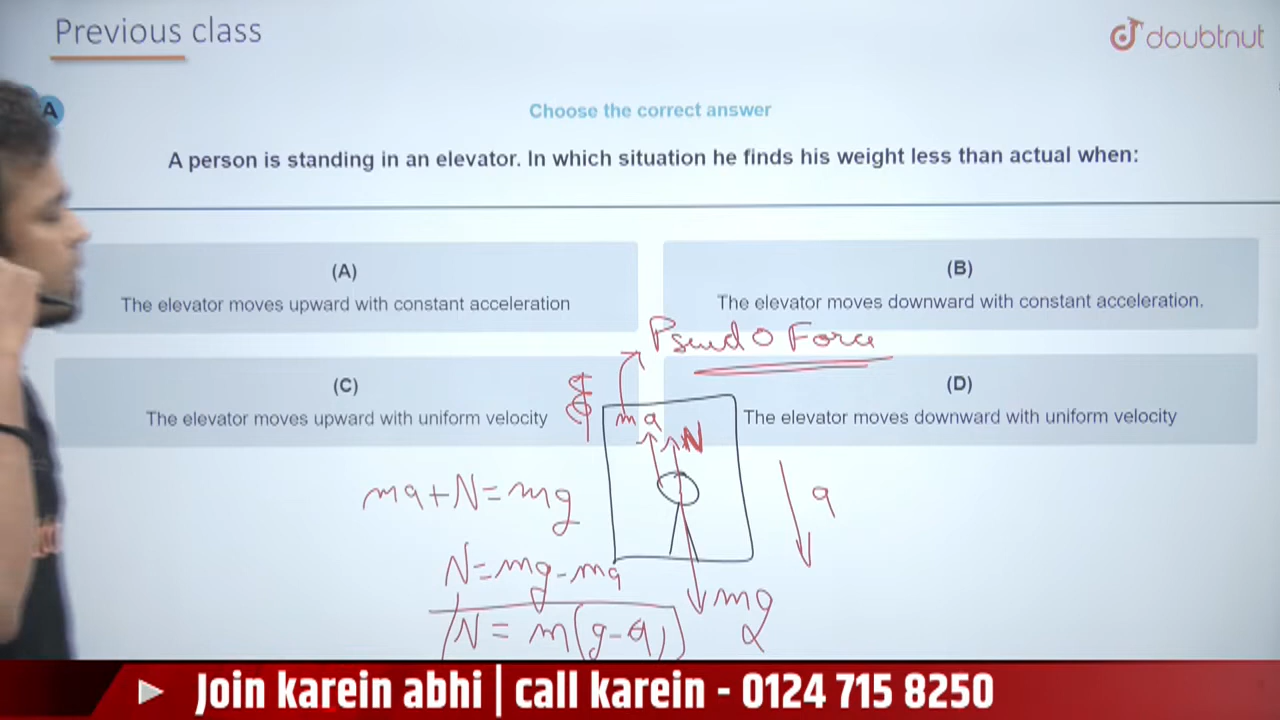 Previous class
doubtnut
A
Choose the correct answer
A person is standing in an elevator. In which situation he finds his weight less than actual when:
(A)
The elevator moves upward with constant acceleration
(B)
The elevator moves downward with constant acceleration.
Pseudo Force
(C)
The elevator moves upward with uniform velocity
(D)
The elevator moves downward with uniform velocity
ma
N
ma+N=mg
a
N=mg-ma
mg
N = m(g-a)
Join karein abhi | call karein - 0124 715 8250